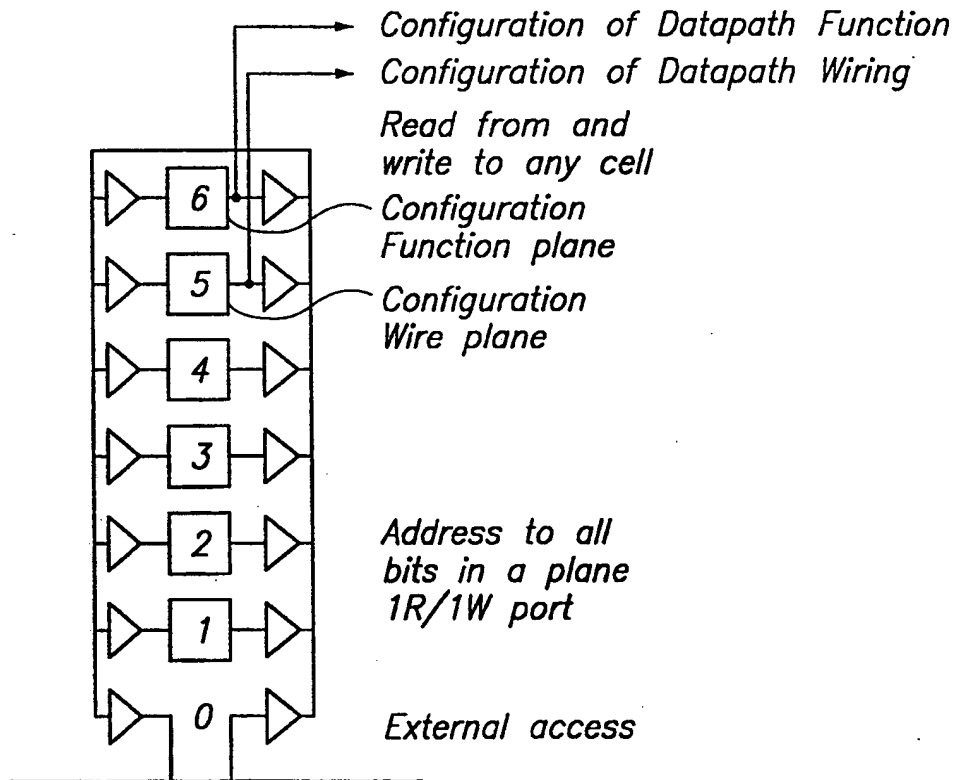 Configuration of Datapath Function
Configuration of Datapath Wiring
Read from and
write to any cell
6
Configuration
Function plane
5
Configuration
Wire plane
4
3
2
Address to all
bits in a plane
1R/1W port
1
0
External access